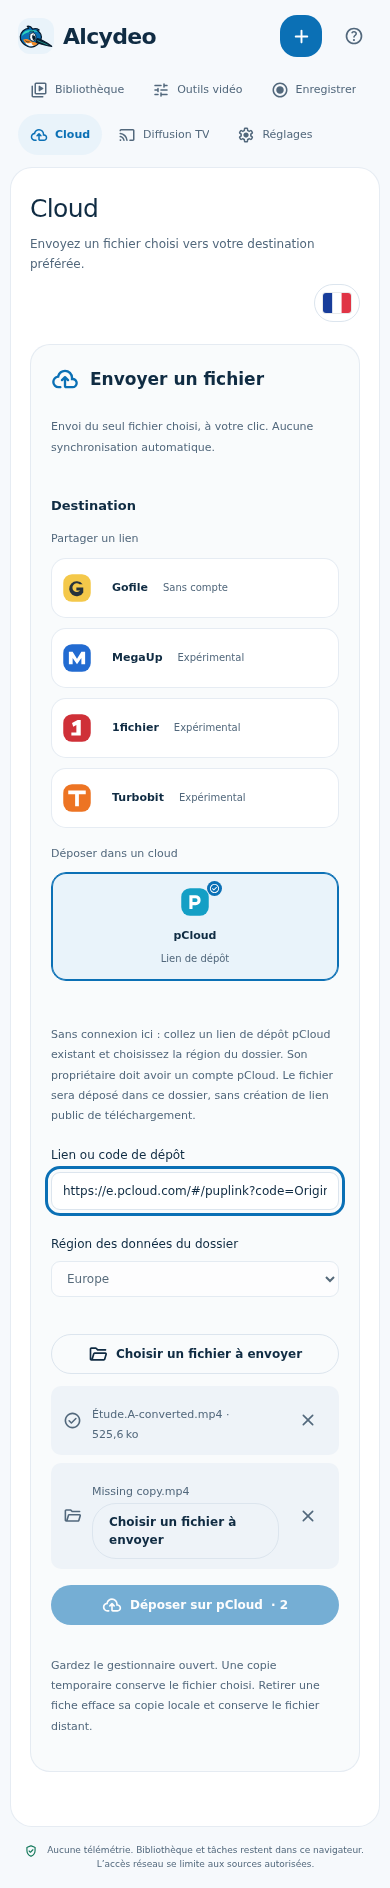 Alcydeo
Bibliothèque
Outils vidéo
Enregistrer
Cloud
Diffusion TV
Réglages
Cloud
Envoyez un fichier choisi vers votre destination
préférée.
Envoyer un fichier
Envoi du seul fichier choisi, à votre clic. Aucune
synchronisation automatique.
Destination
Partager un lien
G
Gofile Sans compte
M
MegaUp Expérimental
1
1fichier Expérimental
T
Turbobit Expérimental
Déposer dans un cloud
P
pCloud
Lien de dépôt
Sans connexion ici : collez un lien de dépôt pCloud
existant et choisissez la région du dossier. Son
propriétaire doit avoir un compte pCloud. Le fichier
sera déposé dans ce dossier, sans création de lien
public de téléchargement.
Lien ou code de dépôt
https://e.pcloud.com/#/puplink?code=Origin
Région des données du dossier
Europe
Choisir un fichier à envoyer
Étude.A-converted.mp4 ·
525,6 ko
Missing copy.mp4
Choisir un fichier à
envoyer
Déposer sur pCloud · 2
Gardez le gestionnaire ouvert. Une copie
temporaire conserve le fichier choisi. Retirer une
fiche efface sa copie locale et conserve le fichier
distant.
Aucune télémétrie. Bibliothèque et tâches restent dans ce navigateur.
L'accès réseau se limite aux sources autorisées.